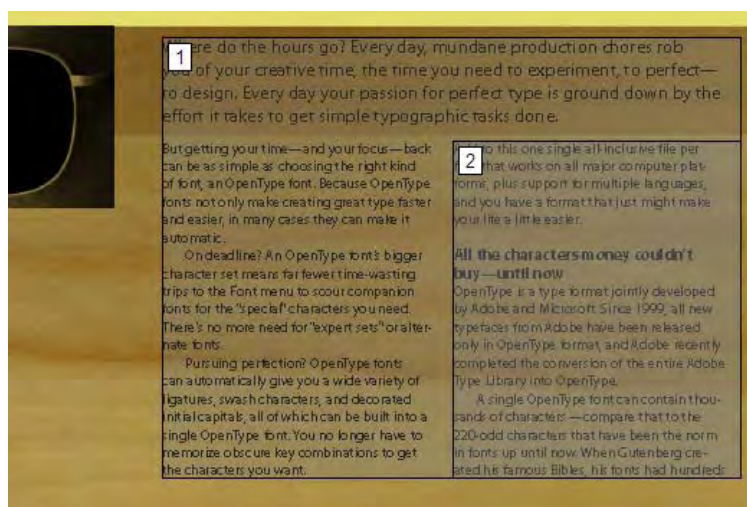 1
Where do the hours go? Every day, mundane production chores rob
you of your creative time, the time you need to experiment, to perfect—
to design. Every day your passion for perfect type is ground down by the
effort it takes to get simple typographic tasks done.
But getting your time—and your focus—back
can be as simple as choosing the right kind
of font, an OpenType font. Because OpenType
fonts not only make creating great type faster
and easier, in many cases they can make it
automatic.
On deadline? An OpenType font's bigger
character set means far fewer time-wasting
trips to the Font menu to scour companion
fonts for the "special" characters you need.
There's no more need for "expert sets" or alter-
nate fonts.
Pursuing perfection? OpenType fonts
can automatically give you a wide variety of
ligatures, swash characters, and decorated
initial capitals, all of which can be built into a
single OpenType font. You no longer have to
memorize obscure key combinations to get
the characters you want.
2
to this one single all-inclusive file per
that works on all major computer plat-
forms, plus support for multiple languages,
and you have a format that just might make
your life a little easier.
All the characters money couldn't
buy—until now
OpenType is a type format jointly developed
by Adobe and Microsoft. Since 1999, all new
typefaces from Adobe have been released
only in OpenType format, and Adobe recently
completed the conversion of the entire Adobe
Type Library into OpenType.
A single OpenType font can contain thou-
sands of characters—compare that to the
220-odd characters that have been the norm
in fonts up until now. When Gutenberg cre-
ated his famous Bibles, his fonts had hundreds